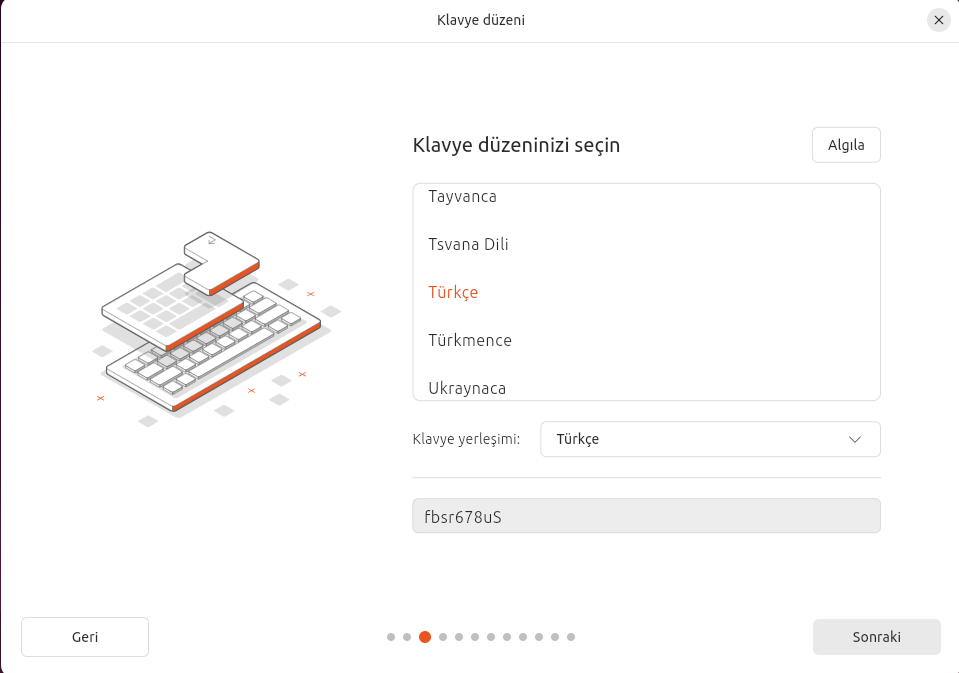 Klavye düzeni
Klavye düzeninizi seçin
Algıla
Tayvanca
Tsvana Dili
Türkçe
Türkmence
Ukraynaca
Klavye yerleşimi:
Türkçe
fbsr678uS
Geri
Sonraki